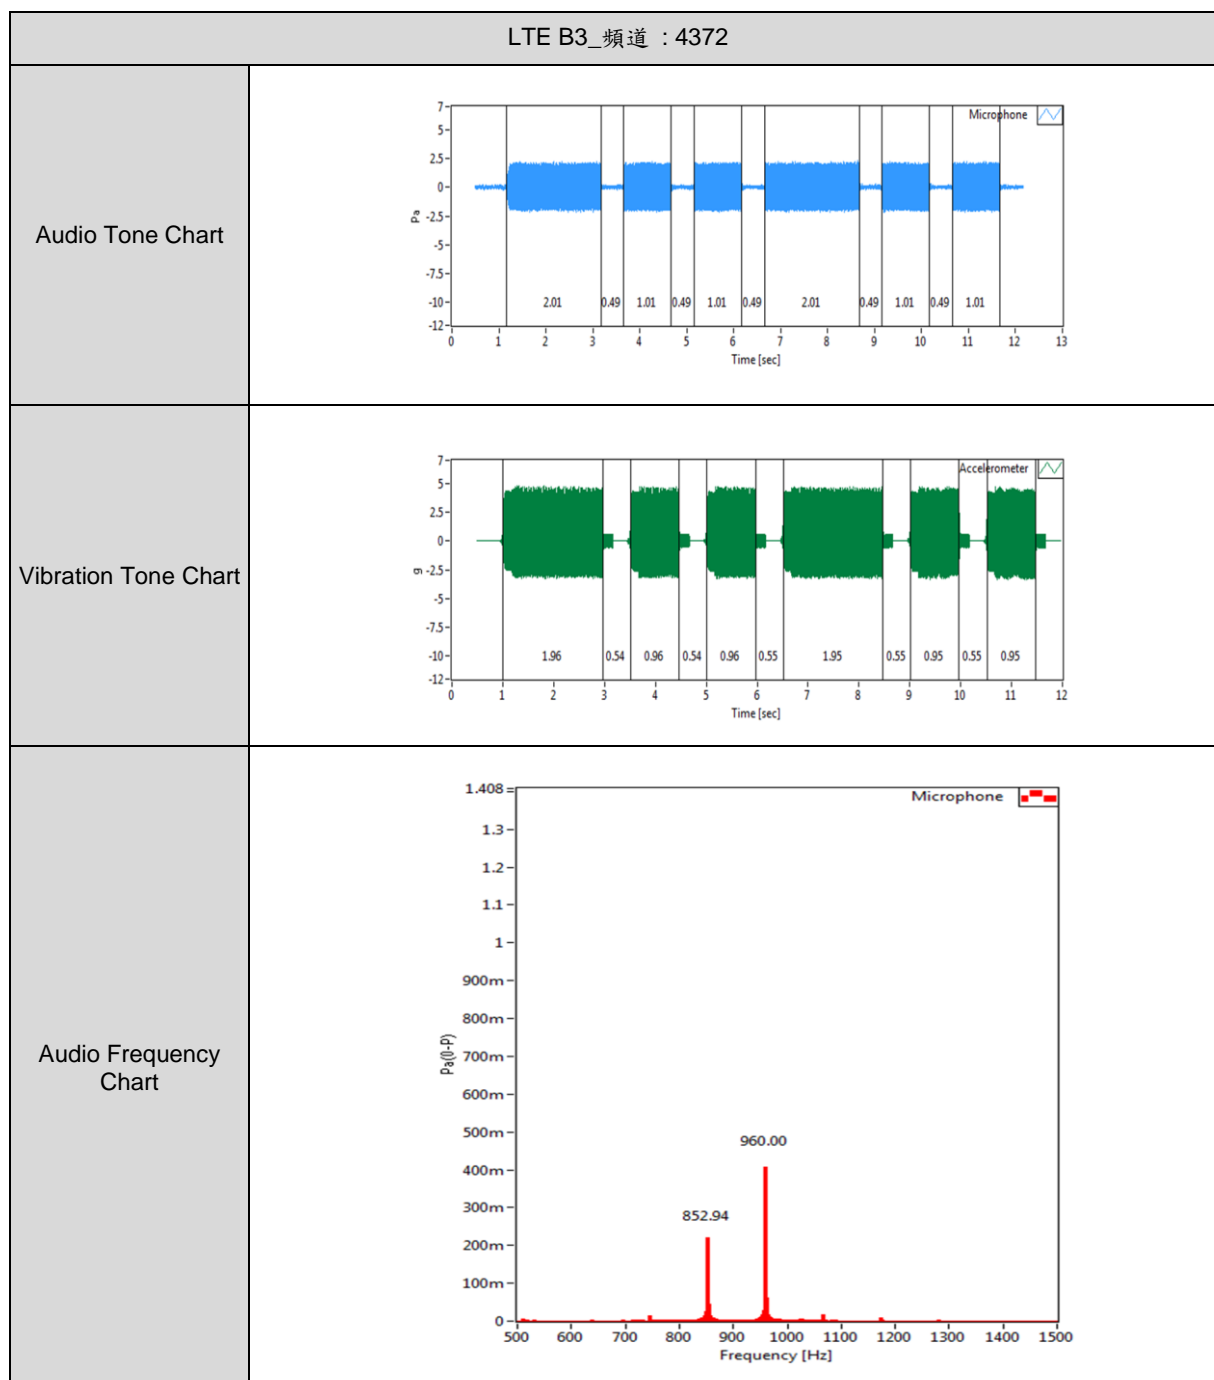 LTE B3_頻道 : 4372
Audio Tone Chart
Microphone
7
5
2.5
0
-2.5
-5
-7.5
-10
-12
Pa
2.01 0.49 1.01 0.49 1.01 0.49 2.01 0.49 1.01 0.49 1.01
0 1 2 3 4 5 6 7 8 9 10 11 12 13
Time [sec]
Vibration Tone Chart
Accelerometer
7
5
2.5
0
-2.5
-5
-7.5
-10
-12
g
1.96 0.54 0.96 0.54 0.96 0.55 1.95 0.55 0.95 0.55 0.95
0 1 2 3 4 5 6 7 8 9 10 11 12
Time [sec]
Audio Frequency
Chart
Microphone
1.408
1.3
1.2
1.1
1
900m
800m
700m
600m
500m
400m
300m
200m
100m
0
Pa(0-P)
960.00
852.94
500 600 700 800 900 1000 1100 1200 1300 1400 1500
Frequency [Hz]